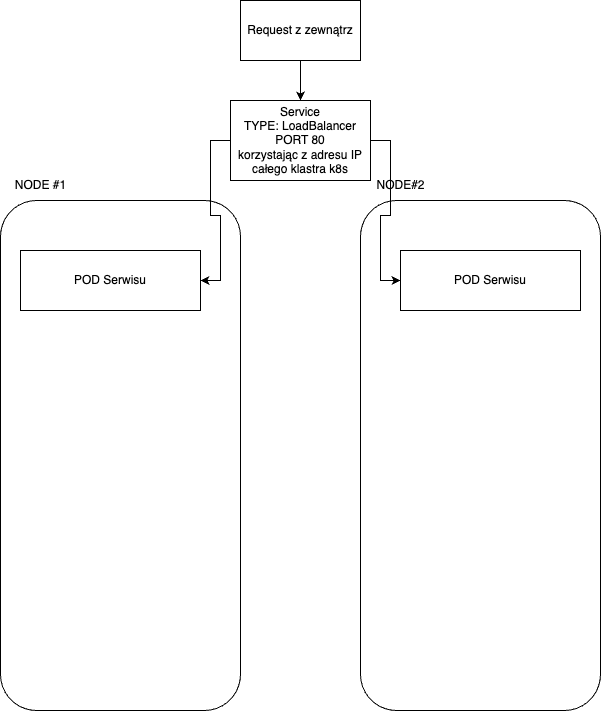 Request z zewnątrz
Service
TYPE: LoadBalancer
PORT 80
korzystając z adresu IP
całego klastra k8s
NODE #1
NODE#2
POD Serwisu
POD Serwisu